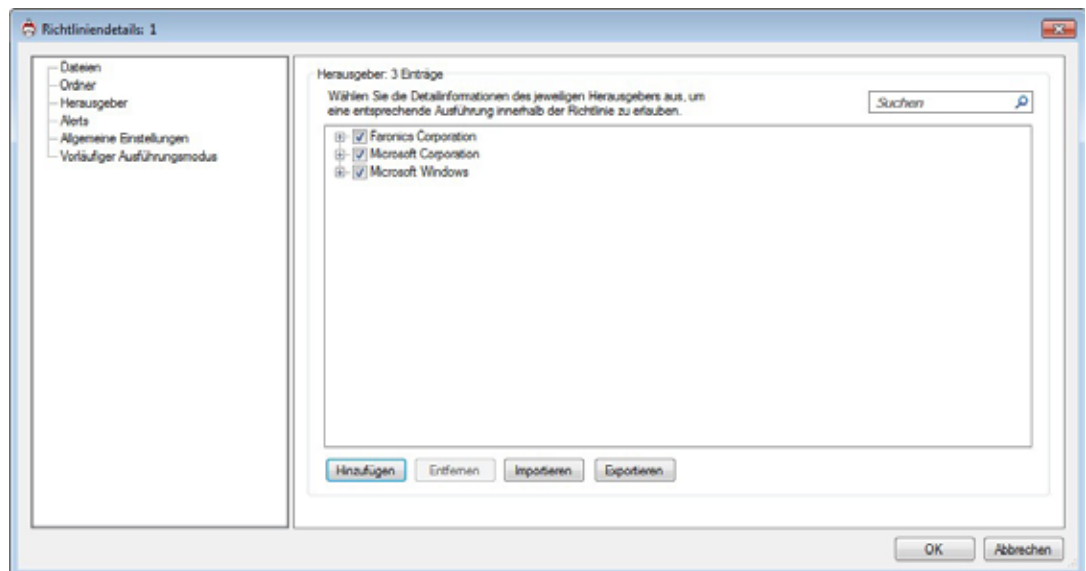 Richtliniendetails: 1
Dateien
Ordner
Herausgeber
Alerts
Allgemeine Einstellungen
Vorläufiger Ausführungsmodus
Herausgeber: 3 Einträge
Wählen Sie die Detailinformationen des jeweiligen Herausgebers aus, um
eine entsprechende Ausführung innerhalb der Richtlinie zu erlauben.
Suchen
Faronics Corporation
Microsoft Corporation
Microsoft Windows
Hinzufügen
Entfernen
Importieren
Exportieren
OK
Abbrechen